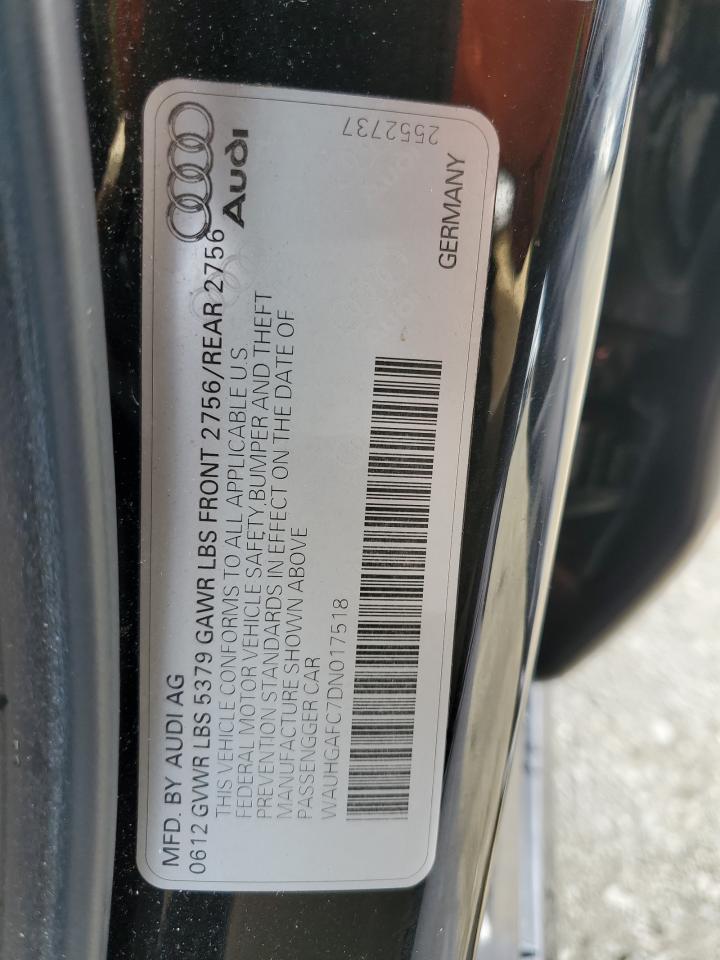 Audi
2552737
MFD. BY AUDI AG
0612 GVWR LBS 5379 GAWR LBS FRONT 2756/REAR 2756
THIS VEHICLE CONFORMS TO ALL APPLICABLE U.S
FEDERAL MOTOR VEHICLE SAFETY BUMPER AND THEFT
PREVENTION STANDARDS IN EFFECT ON THE DATE OF
MANUFACTURE SHOWN ABOVE
PASSENGGER CAR
WAUHGAFC7DN017518
GERMANY